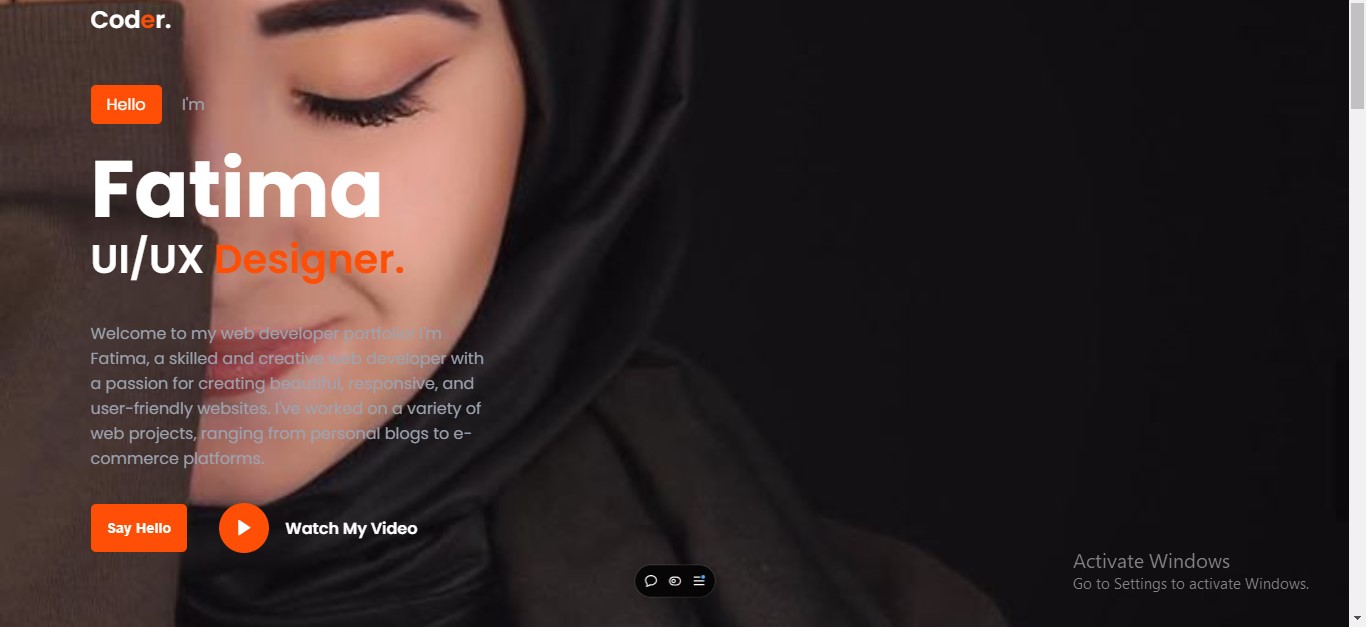 Coder.
Hello I'm
Fatima
UI/UX Designer.
Welcome to my web developer portfolio I'm
Fatima, a skilled and creative web developer with
a passion for creating beautiful, responsive, and
user-friendly websites. I've worked on a variety of
web projects, ranging from personal blogs to e-
commerce platforms.
Say Hello Watch My Video
Activate Windows
Go to Settings to activate Windows.